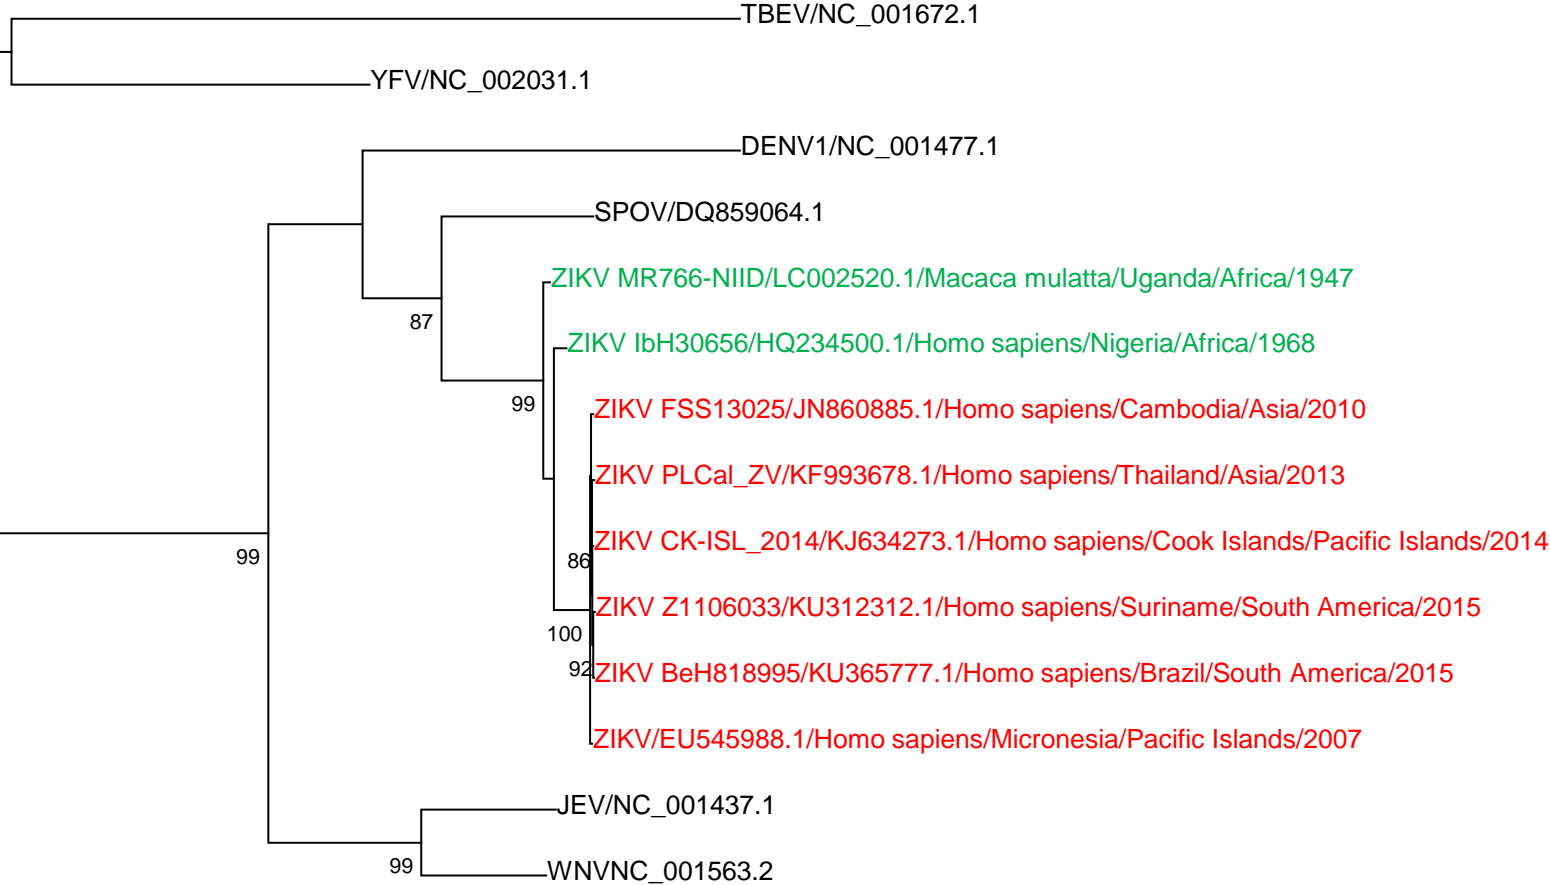 TBEV/NC_001672.1
YFV/NC_002031.1
DENV1/NC_001477.1
SPOV/DQ859064.1
ZIKV MR766-NIID/LC002520.1/Macaca mulatta/Uganda/Africa/1947
87
ZIKV IbH30656/HQ234500.1/Homo sapiens/Nigeria/Africa/1968
99
ZIKV FSS13025/JN860885.1/Homo sapiens/Cambodia/Asia/2010
ZIKV PLCal_ZV/KF993678.1/Homo sapiens/Thailand/Asia/2013
ZIKV CK-ISL_2014/KJ634273.1/Homo sapiens/Cook Islands/Pacific Islands/2014
99
86
ZIKV Z1106033/KU312312.1/Homo sapiens/Suriname/South America/2015
100
92
ZIKV BeH818995/KU365777.1/Homo sapiens/Brazil/South America/2015
ZIKV/EU545988.1/Homo sapiens/Micronesia/Pacific Islands/2007
JEV/NC_001437.1
99
WNVNC_001563.2